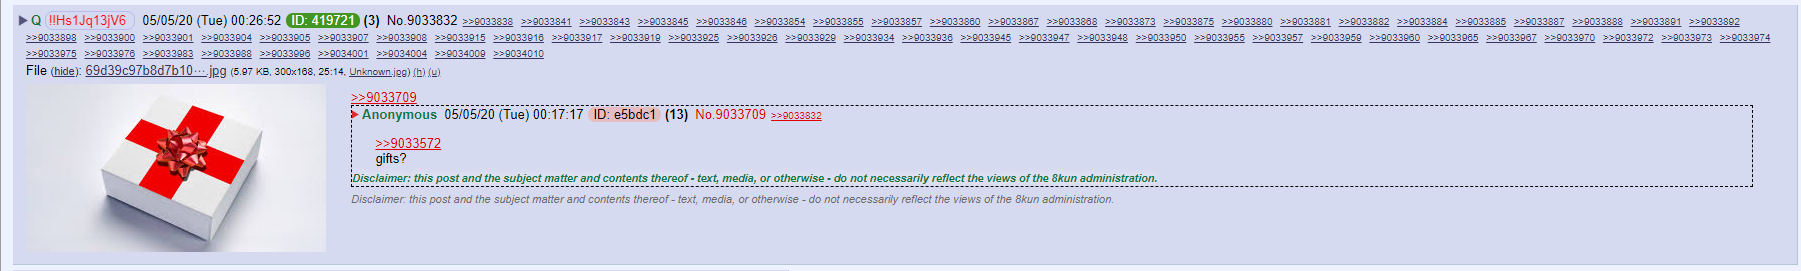 ▶ Q !!Hs1Jq13jV6 05/05/20 (Tue) 00:26:52 ID: 419721 (3) No.9033832 >>9033838 >>9033841 >>9033843 >>9033845 >>9033846 >>9033854 >>9033855 >>9033857 >>9033860 >>9033867 >>9033868 >>9033873 >>9033875 >>9033880 >>9033881 >>9033882 >>9033884 >>9033885 >>9033887 >>9033888 >>9033891 >>9033892
>>9033898 >>9033900 >>9033901 >>9033904 >>9033905 >>9033907 >>9033908 >>9033915 >>9033916 >>9033917 >>9033919 >>9033925 >>9033926 >>9033929 >>9033934 >>9033936 >>9033945 >>9033947 >>9033948 >>9033950 >>9033955 >>9033957 >>9033959 >>9033960 >>9033965 >>9033967 >>9033970 >>9033972 >>9033973 >>9033974
>>9033975 >>9033976 >>9033983 >>9033988 >>9033996 >>9034001 >>9034004 >>9034009 >>9034010
File (hide): 69d39c97b8d7b10⋯.jpg (5.97 KB, 300x168, 25:14, Unknown.jpg) (h) (u)
>>9033709
▶ Anonymous 05/05/20 (Tue) 00:17:17 ID: e5bdc1 (13) No.9033709 >>9033832
>>9033572
gifts?
Disclaimer: this post and the subject matter and contents thereof - text, media, or otherwise - do not necessarily reflect the views of the 8kun administration.
Disclaimer: this post and the subject matter and contents thereof - text, media, or otherwise - do not necessarily reflect the views of the 8kun administration.